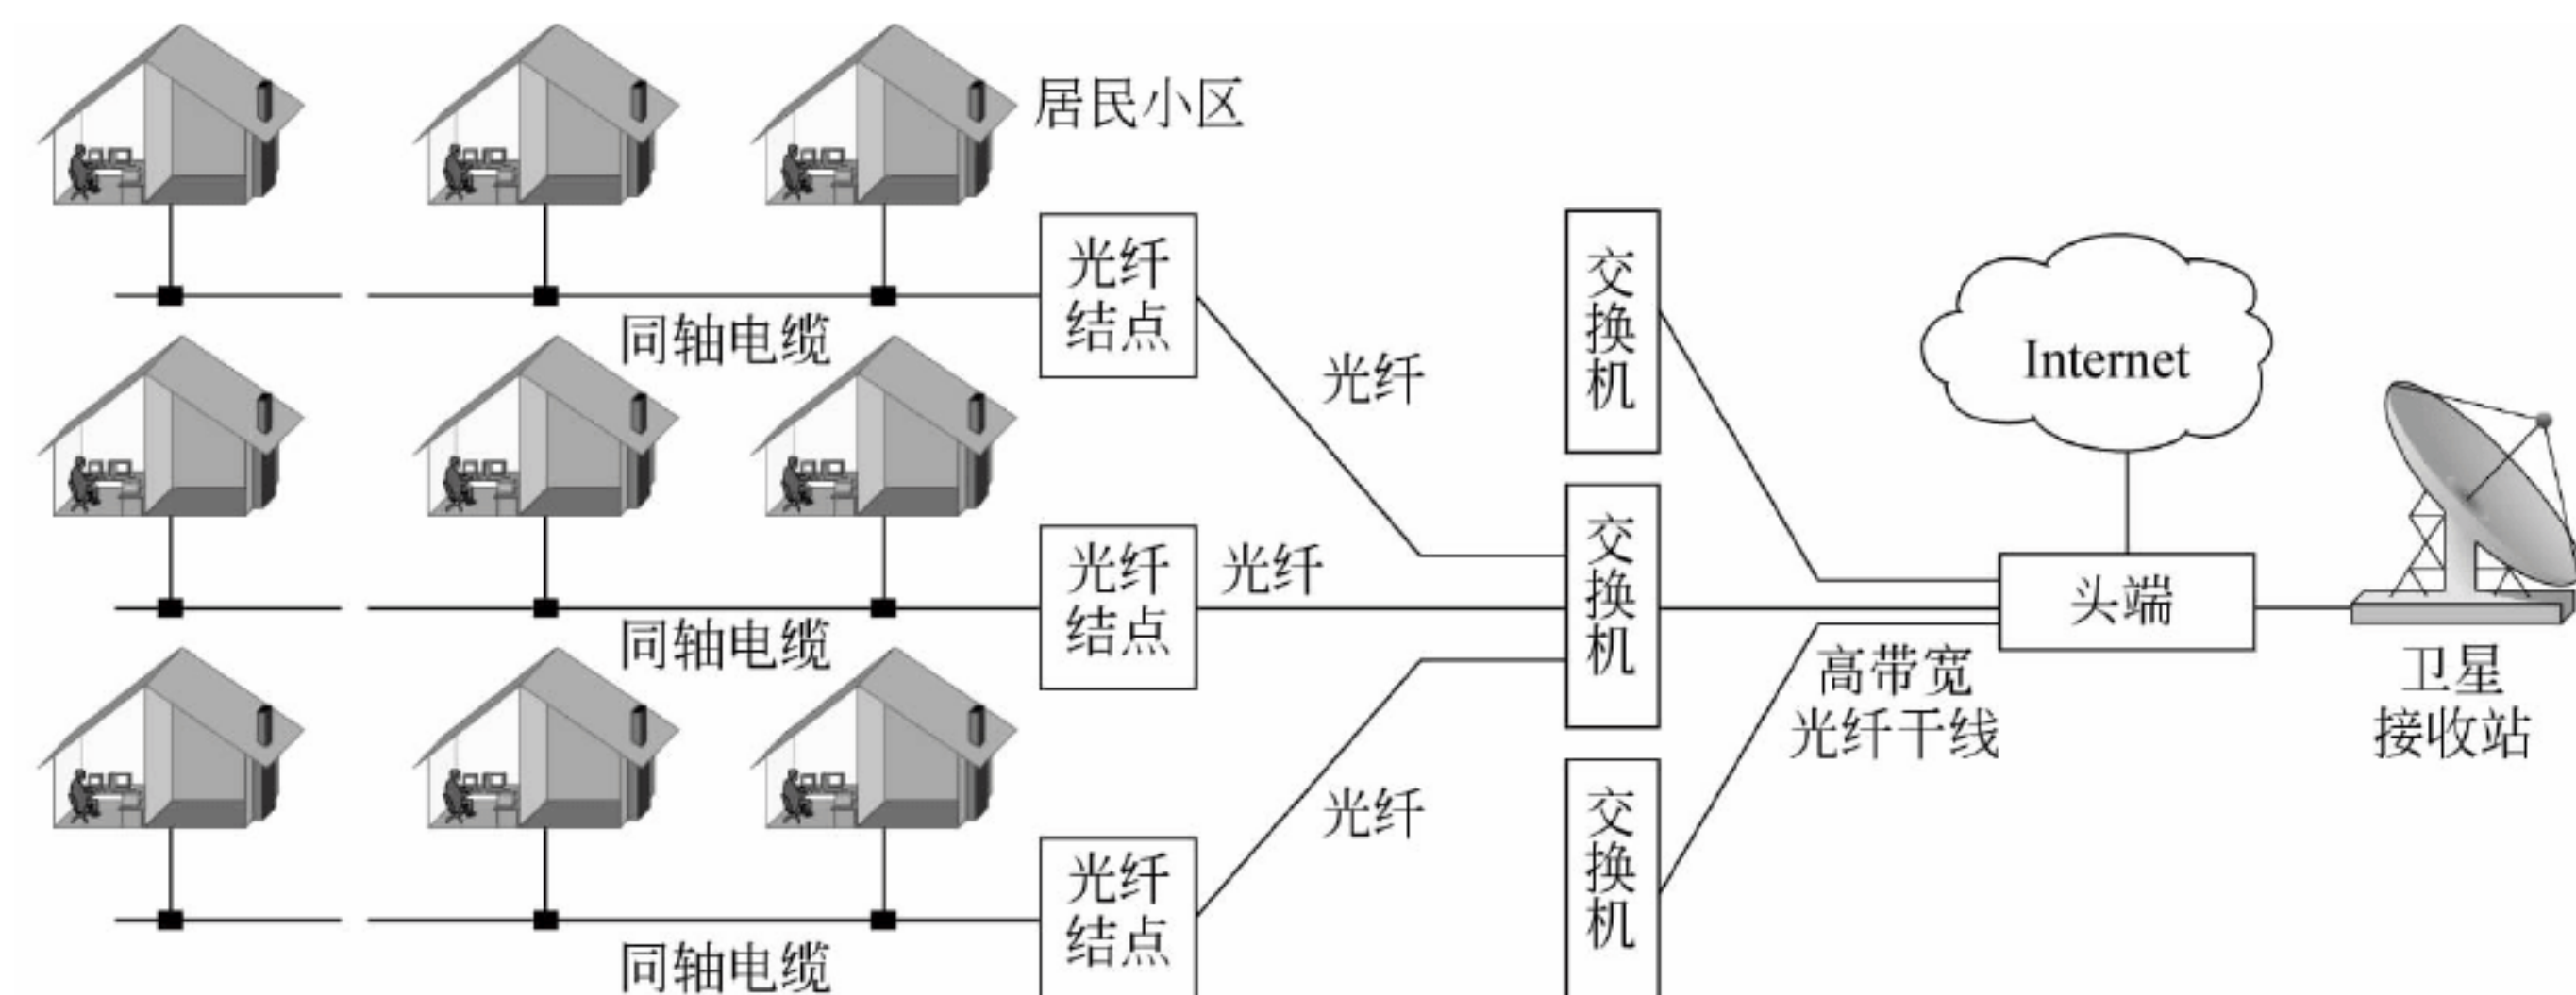 居民小区
光纤
结点
同轴电缆
光纤
交
换
机
Internet
光纤
结点
光纤
同轴电缆
交
换
机
头端
高带宽
光纤干线
卫星
接收站
光纤
结点
光纤
同轴电缆
交
换
机